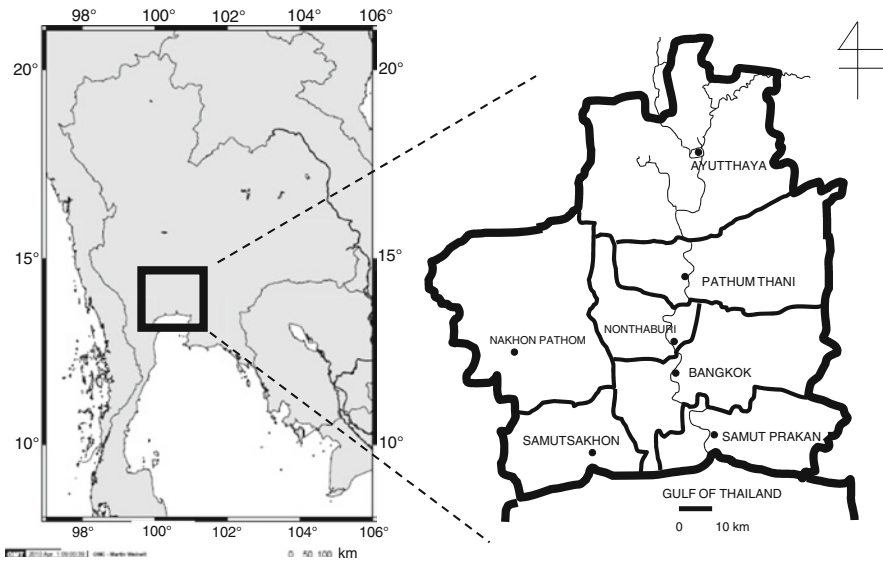 98° 100° 102° 104° 106°
20° 20°
15° 15°
10° 10°
98° 100° 102° 104° 106°
0 50 100 km
AYUTTHAYA
PATHUM THANI
NONTHABURI
NAKHON PATHOM
BANGKOK
SAMUTSAKHON
SAMUT PRAKAN
GULF OF THAILAND
0 10 km